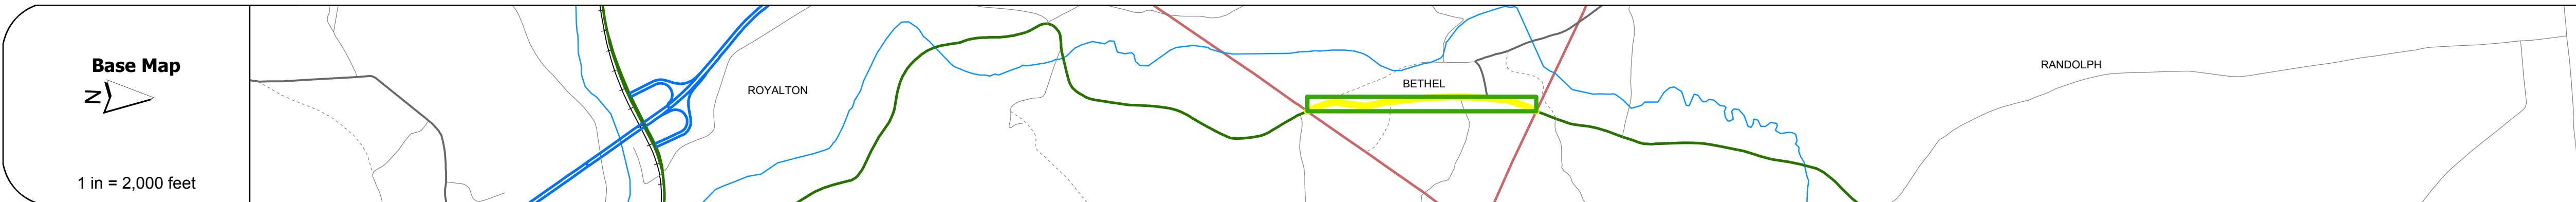 Base Map
N
1 in = 2,000 feet
ROYALTON
BETHEL
RANDOLPH